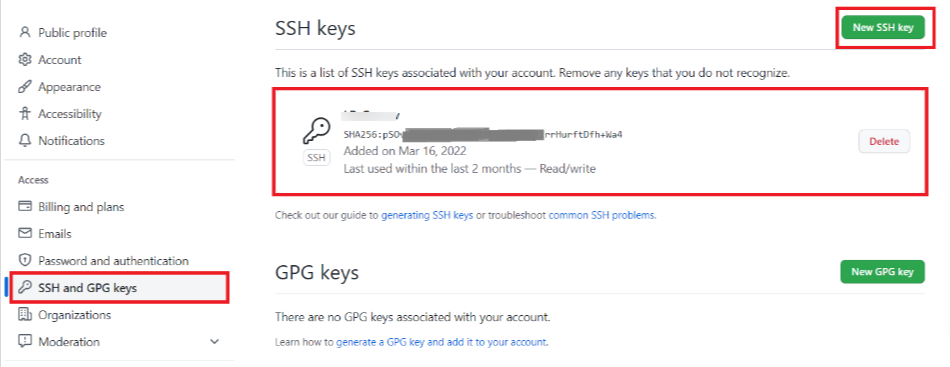 Public profile
Account
Appearance
Accessibility
Notifications
Access
Billing and plans
Emails
Password and authentication
SSH and GPG keys
Organizations
Moderation
SSH keys
New SSH key
This is a list of SSH keys associated with your account. Remove any keys that you do not recognize.
SHA256:pSO rrHurftDfh+Wa4
SSH
Added on Mar 16, 2022
Last used within the last 2 months — Read/write
Delete
Check out our guide to generating SSH keys or troubleshoot common SSH problems.
GPG keys
New GPG key
There are no GPG keys associated with your account.
Learn how to generate a GPG key and add it to your account.